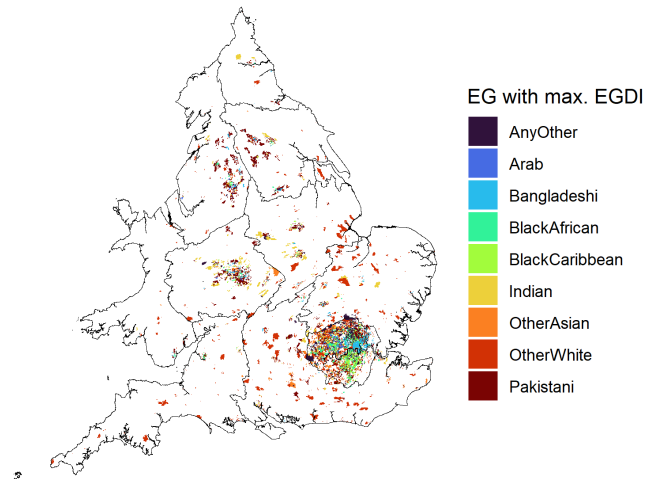 EG with max. EGDI
AnyOther
Arab
Bangladeshi
BlackAfrican
BlackCaribbean
Indian
OtherAsian
OtherWhite
Pakistani